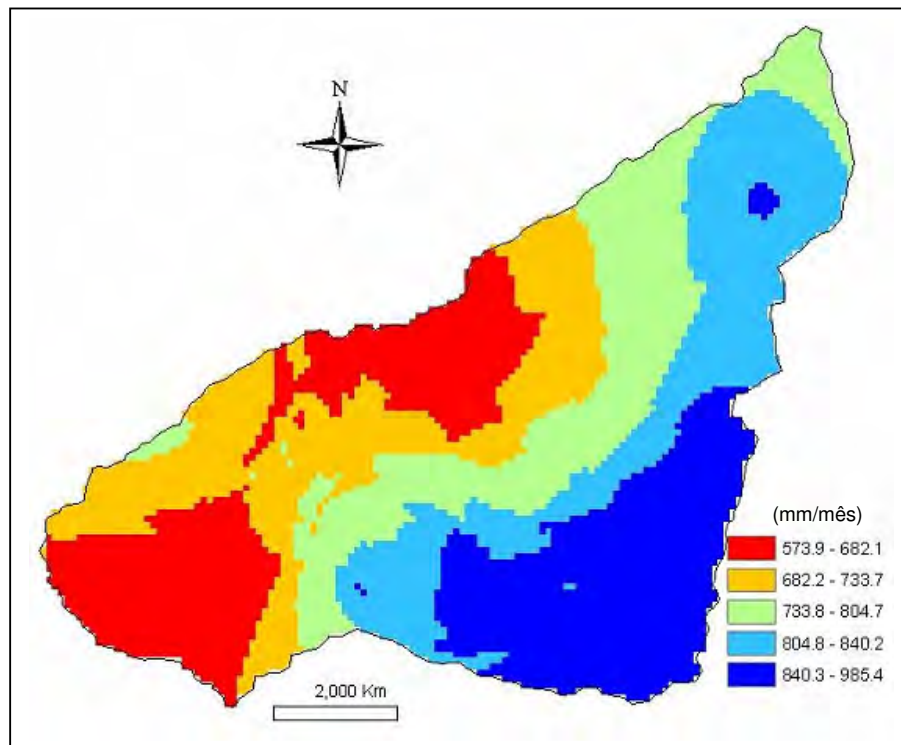 N
(mm/mês)
573.9 - 682.1
682.2 - 733.7
733.8 - 804.7
804.8 - 840.2
840.3 - 985.4
2,000 Km